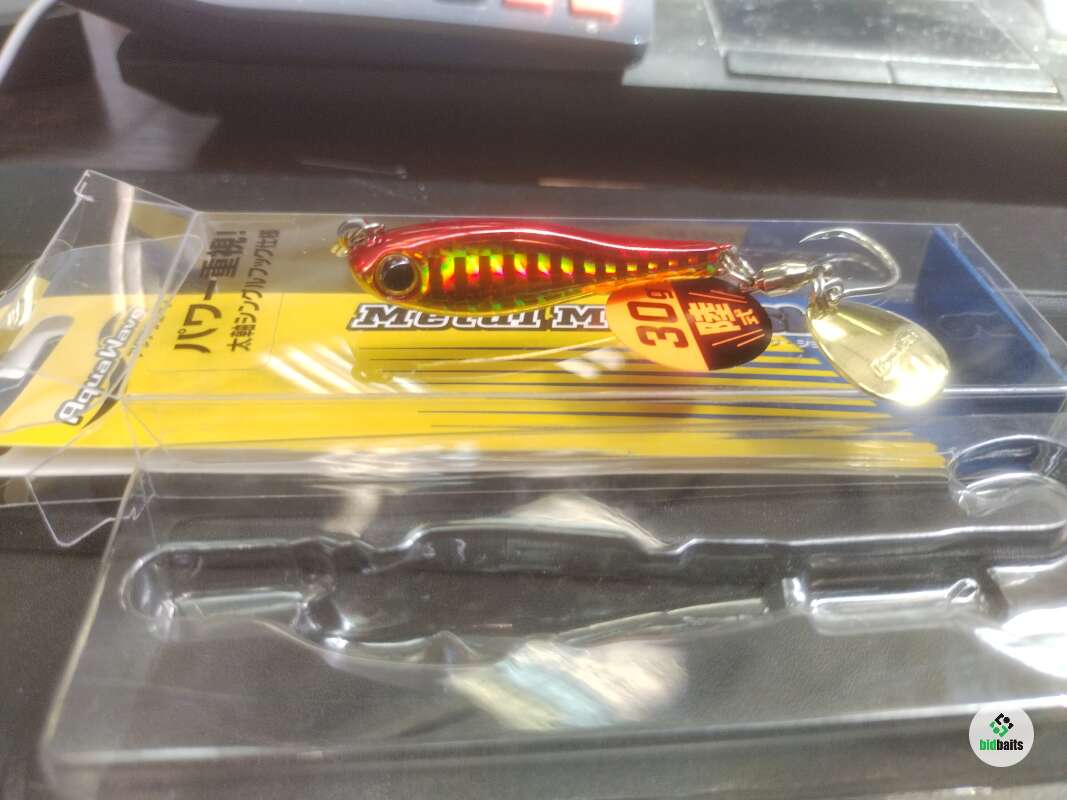 パワー重視!
太軸シングルフック仕様
AquaWave
Metal M
30g
陸
式
bidbaits